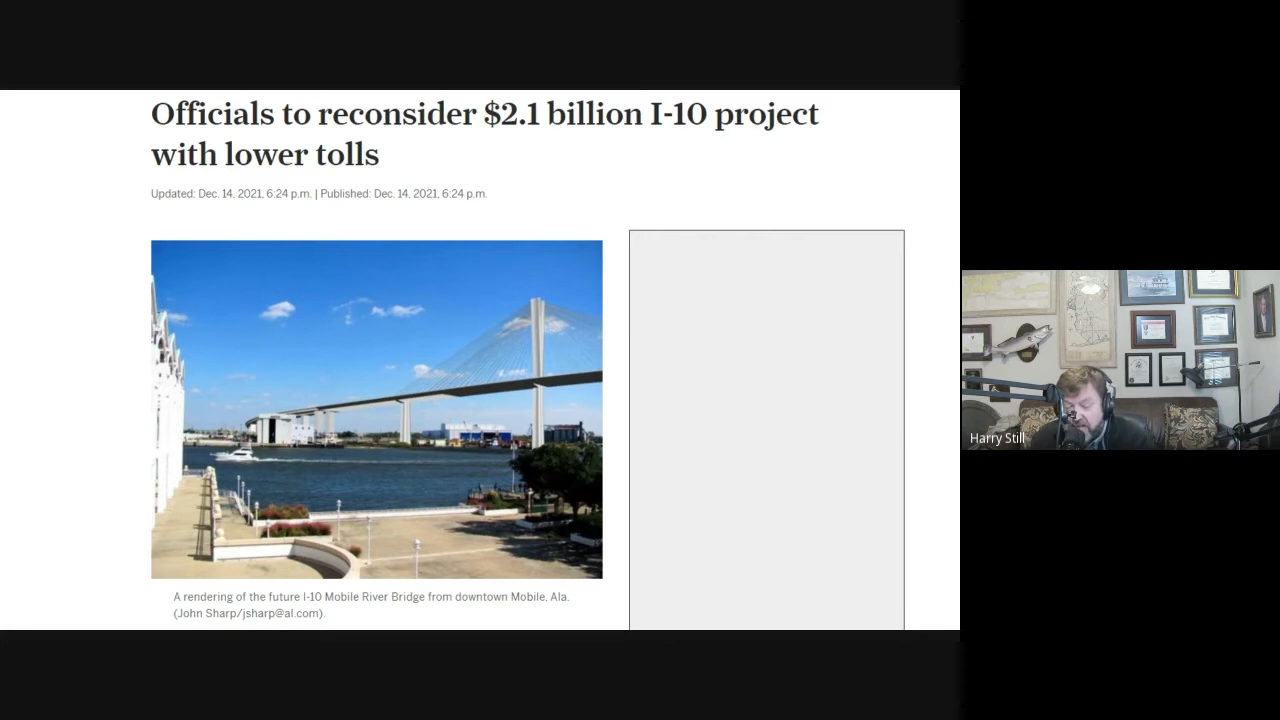 Officials to reconsider $2.1 billion I-10 project
with lower tolls
Updated: Dec. 14, 2021, 6:24 p.m. | Published: Dec. 14, 2021, 6:24 p.m.
A rendering of the future I-10 Mobile River Bridge from downtown Mobile, Ala.
(John Sharp/jsharp@al.com).
Harry Still